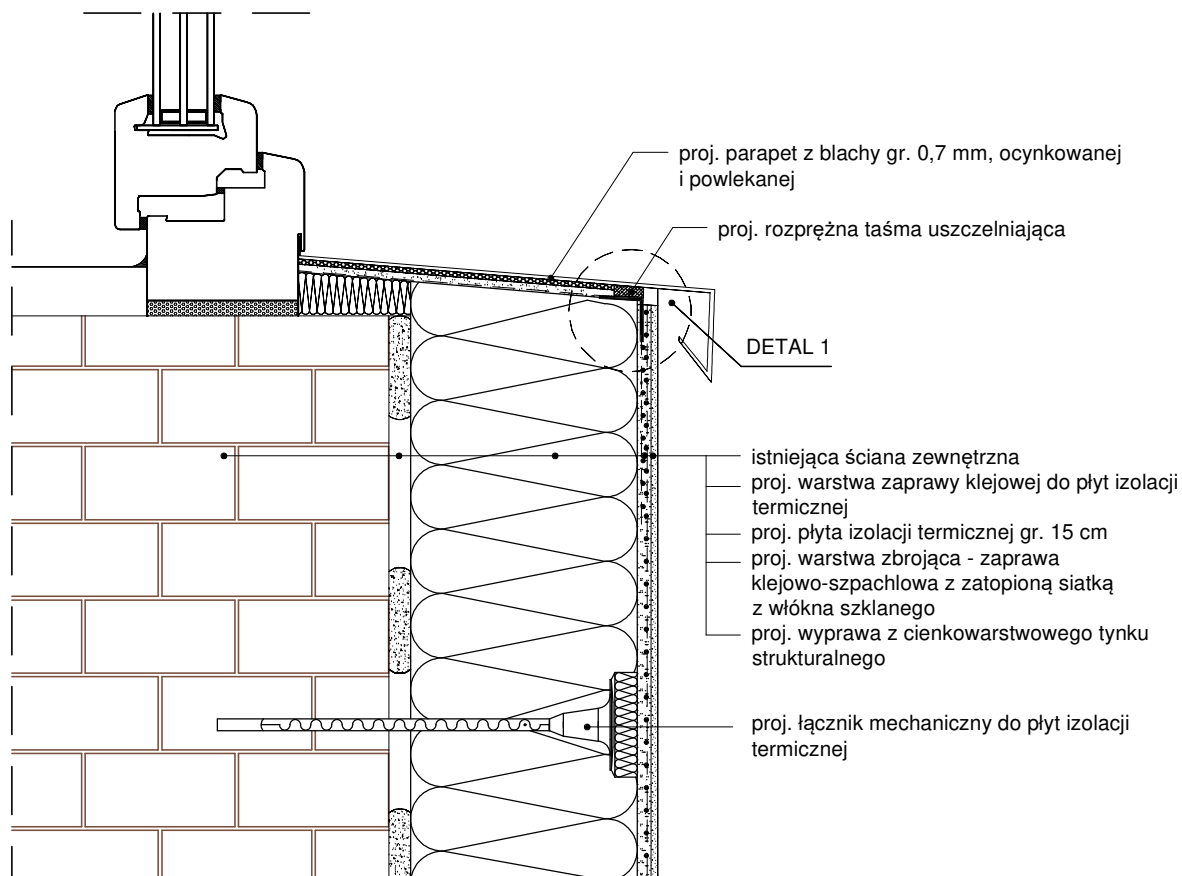 proj. parapet z blachy gr. 0,7 mm, ocynkowanej
i powlekanej
proj. rozprężna taśma uszczelniająca
DETAL 1
istniejąca ściana zewnętrzna
proj. warstwa zaprawy klejowej do płyt izolacji
termicznej
proj. płyta izolacji termicznej gr. 15 cm
proj. warstwa zbrojąca - zaprawa
klejowo-szpachlowa z zatopioną siatką
z włókna szklanego
proj. wyprawa z cienkowarstwowego tynku
strukturalnego
proj. łącznik mechaniczny do płyt izolacji
termicznej